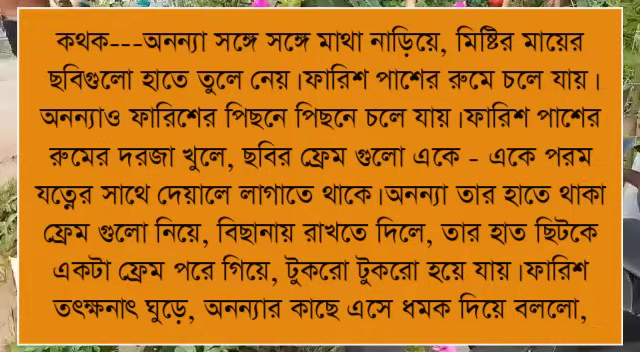 কথক---অনন্যা সঙ্গে সঙ্গে মাথা নাড়িয়ে, মিষ্টির মায়ের
ছবিগুলো হাতে তুলে নেয়।ফারিশ পাশের রুমে চলে যায়।
অনন্যাও ফারিশের পিছনে পিছনে চলে যায়।ফারিশ পাশের
রুমের দরজা খুলে, ছবির ফ্রেম গুলো একে - একে পরম
যত্নের সাথে দেয়ালে লাগাতে থাকে।অনন্যা তার হাতে থাকা
ফ্রেম গুলো নিয়ে, বিছানায় রাখতে দিলে, তার হাত ছিটকে
একটা ফ্রেম পরে গিয়ে, টুকরো টুকরো হয়ে যায়।ফারিশ
তৎক্ষনাৎ ঘুড়ে, অনন্যার কাছে এসে ধমক দিয়ে বললো,